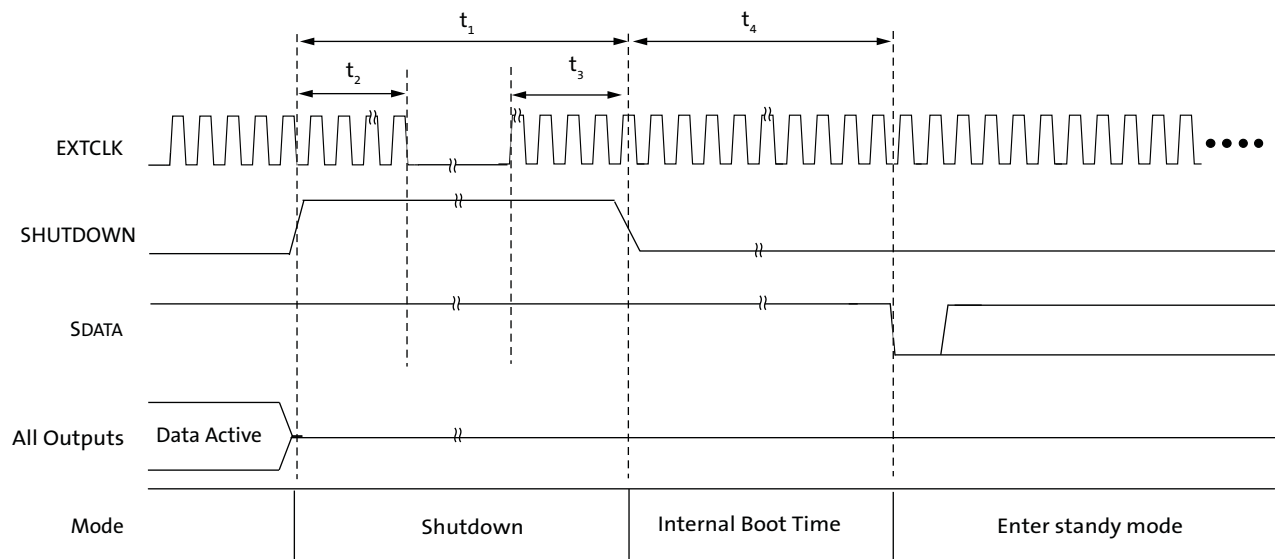 t1
t4
t2
t3
EXTCLK
SHUTDOWN
SDATA
All Outputs
Data Active
Mode
Shutdown
Internal Boot Time
Enter standy mode